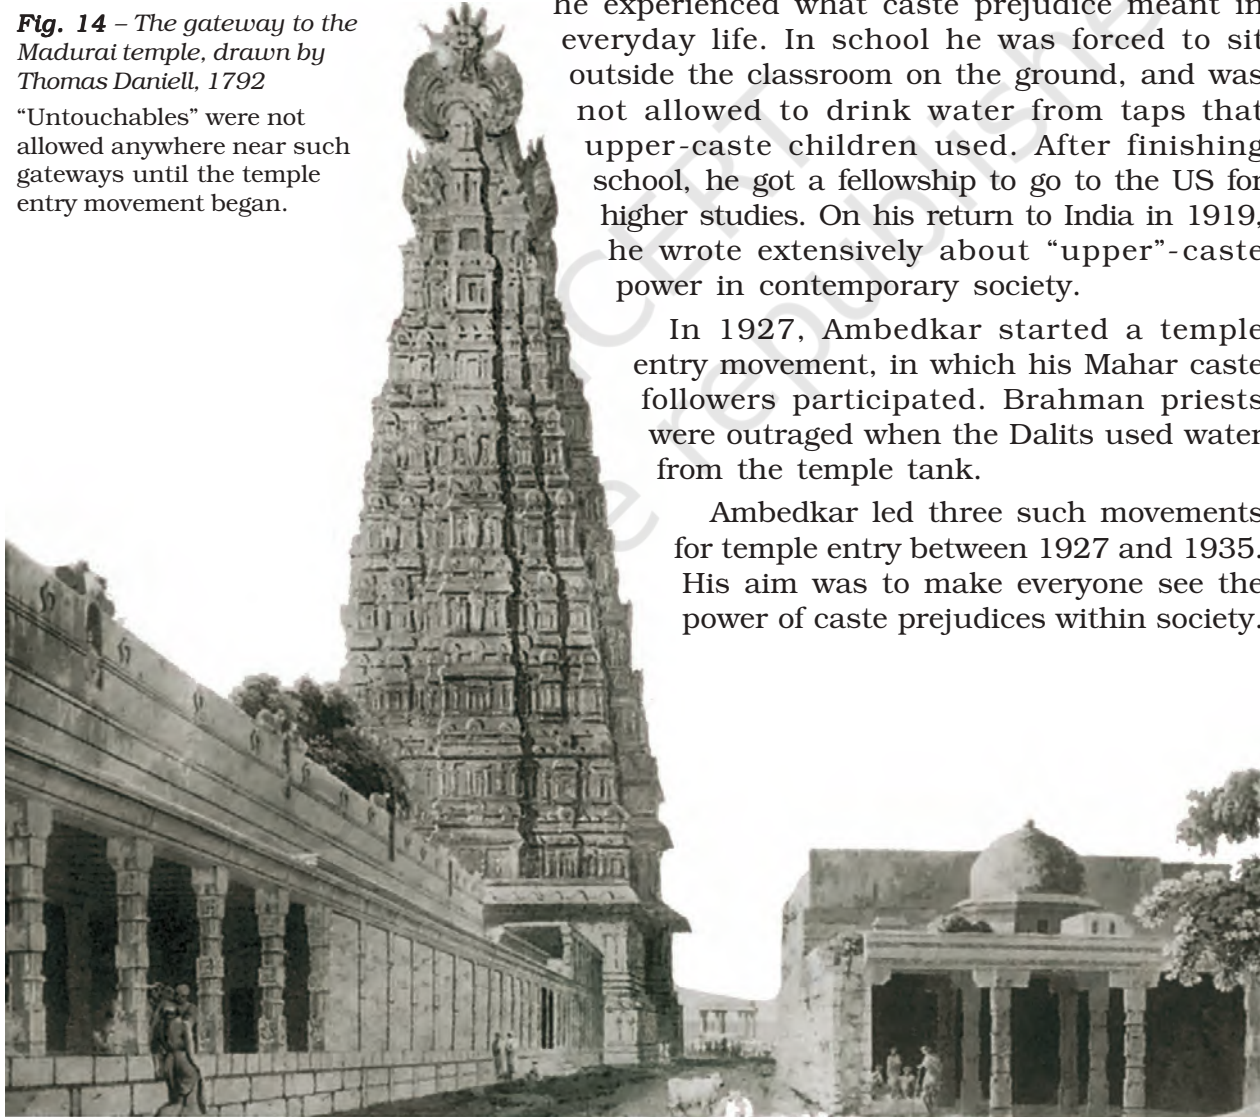 Fig. 14 – The gateway to the
Madurai temple, drawn by
Thomas Daniell, 1792
“Untouchables” were not
allowed anywhere near such
gateways until the temple
entry movement began.
he experienced what caste prejudice meant in
everyday life. In school he was forced to sit
outside the classroom on the ground, and was
not allowed to drink water from taps that
upper-caste children used. After finishing
school, he got a fellowship to go to the US for
higher studies. On his return to India in 1919,
he wrote extensively about “upper”-caste
power in contemporary society.
In 1927, Ambedkar started a temple
entry movement, in which his Mahar caste
followers participated. Brahman priests
were outraged when the Dalits used water
from the temple tank.
Ambedkar led three such movements
for temple entry between 1927 and 1935.
His aim was to make everyone see the
power of caste prejudices within society.